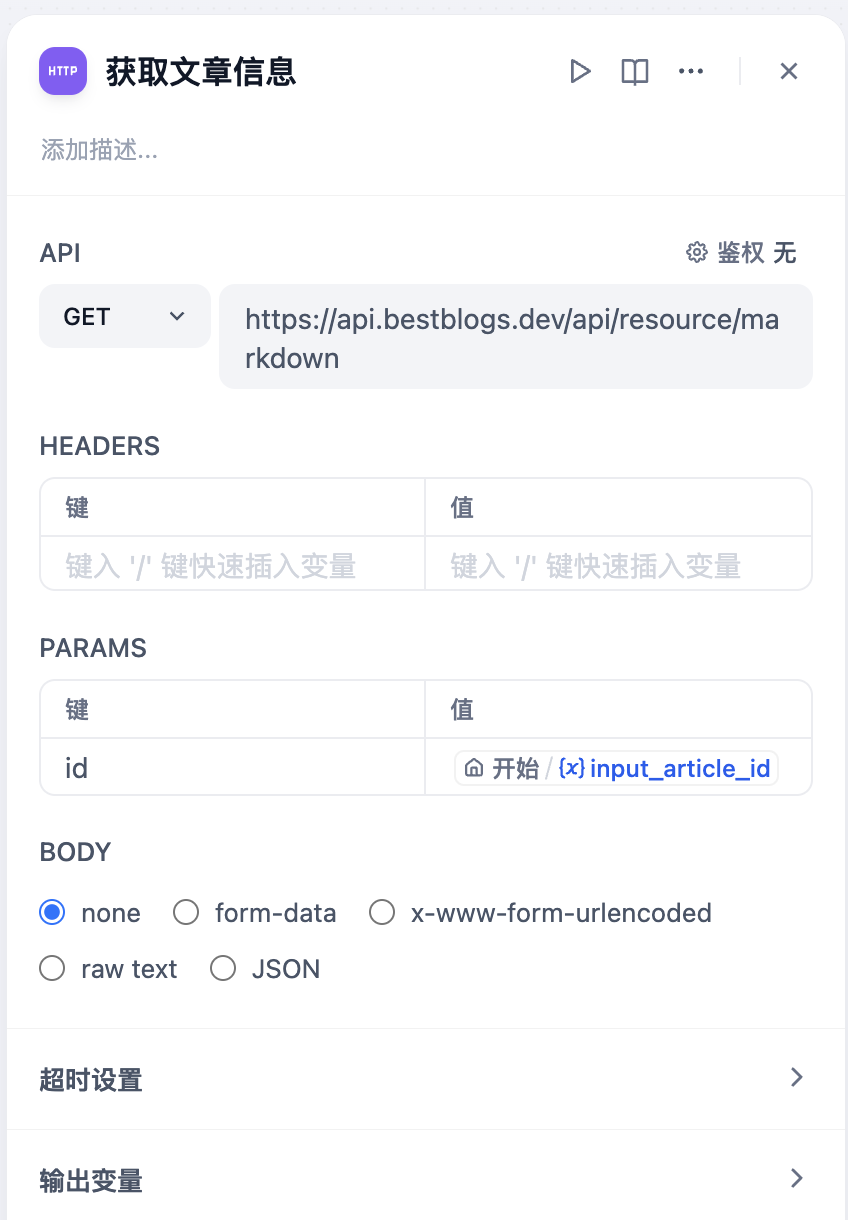 HTTP 获取文章信息
添加描述...
API 鉴权 无
GET https://api.bestblogs.dev/api/resource/ma
rkdown
HEADERS
键 值
键入 '/' 键快速插入变量 键入 '/' 键快速插入变量
PARAMS
键 值
id 开始 / {x} input_article_id
BODY
none form-data x-www-form-urlencoded
raw text JSON
超时设置
输出变量